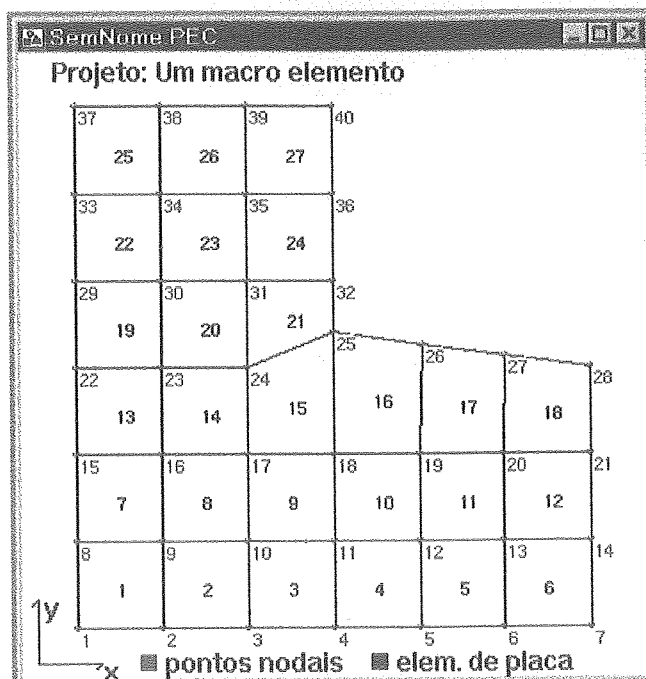 SemNome PEC
Projeto: Um macro elemento
37 38 39 40
25 26 27
33 34 35 36
22 23 24
29 30 31 32
19 20 21
25 26 27 28
22 23 24
13 14 15 16 17 18
15 16 17 18 19 20 21
7 8 9 10 11 12
8 9 10 11 12 13 14
1 2 3 4 5 6
y
1 2 3 4 5 6 7
x pontos nodais elem. de placa